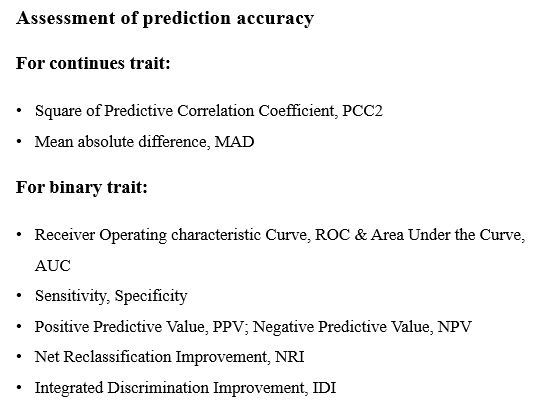 Assessment of prediction accuracy
For continues trait:
• Square of Predictive Correlation Coefficient, PCC2
• Mean absolute difference, MAD
For binary trait:
• Receiver Operating characteristic Curve, ROC & Area Under the Curve,
AUC
• Sensitivity, Specificity
• Positive Predictive Value, PPV; Negative Predictive Value, NPV
• Net Reclassification Improvement, NRI
• Integrated Discrimination Improvement, IDI